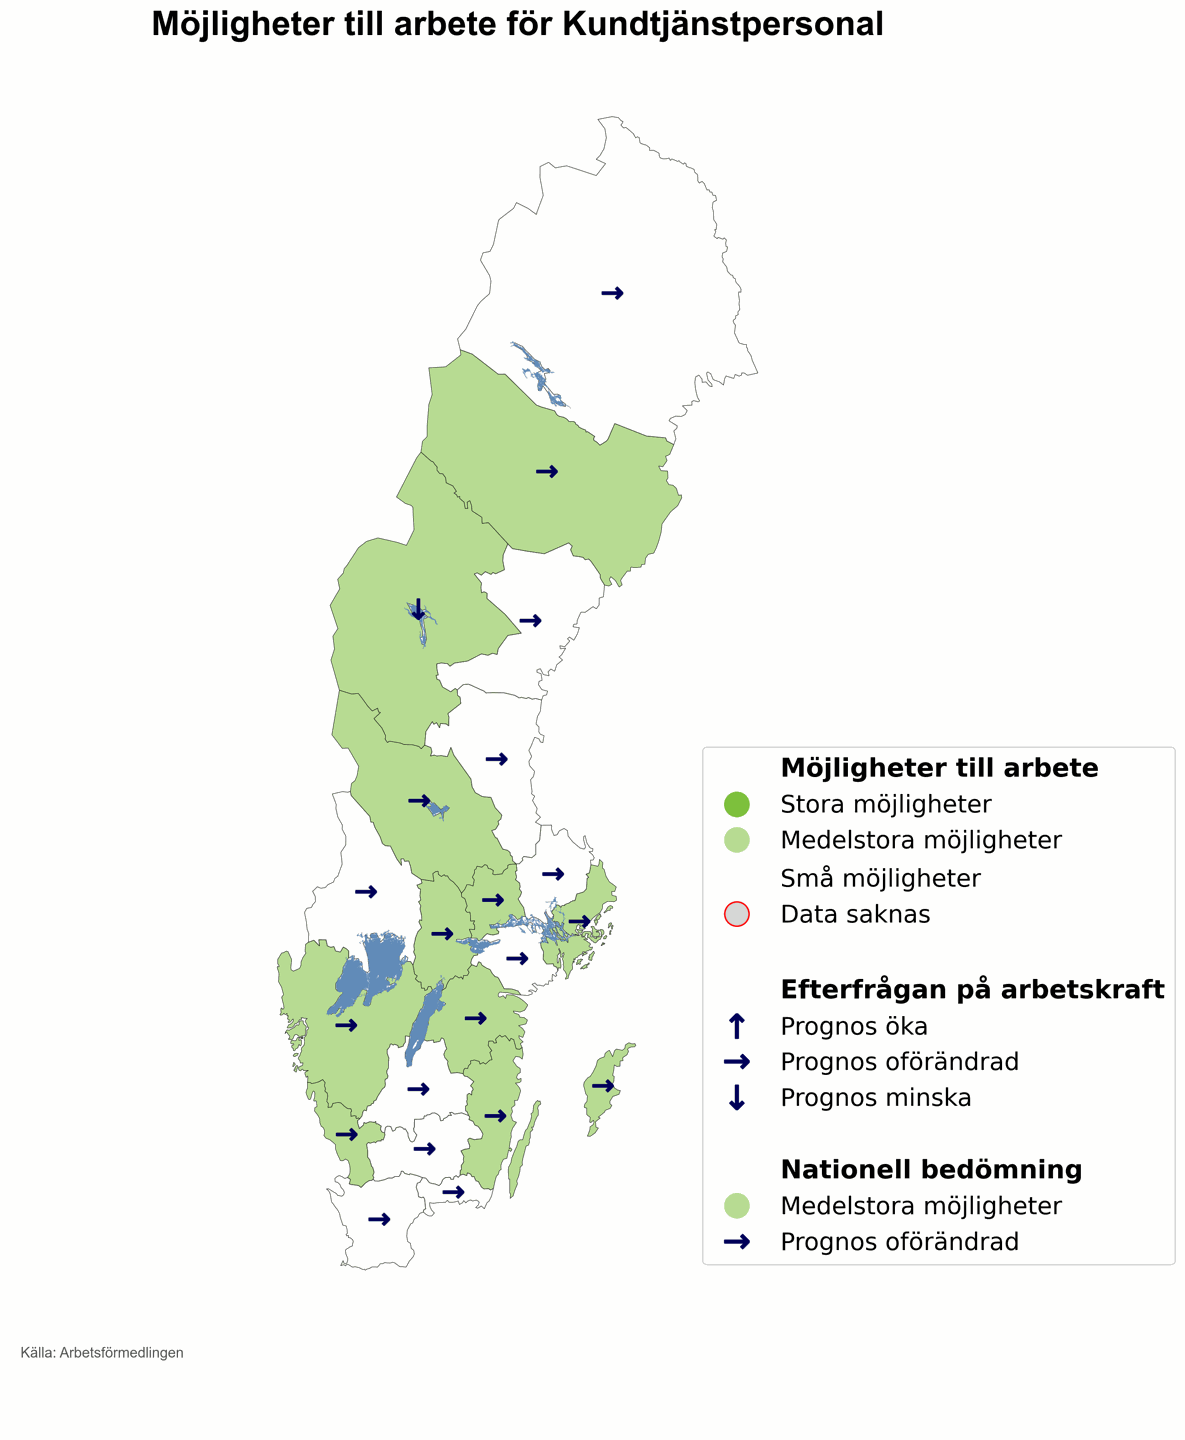 Möjligheter till arbete för Kundtjänstpersonal
Möjligheter till arbete
Stora möjligheter
Medelstora möjligheter
Små möjligheter
Data saknas
Efterfrågan på arbetskraft
Prognos öka
Prognos oförändrad
Prognos minska
Nationell bedömning
Medelstora möjligheter
Prognos oförändrad
Källa: Arbetsförmedlingen